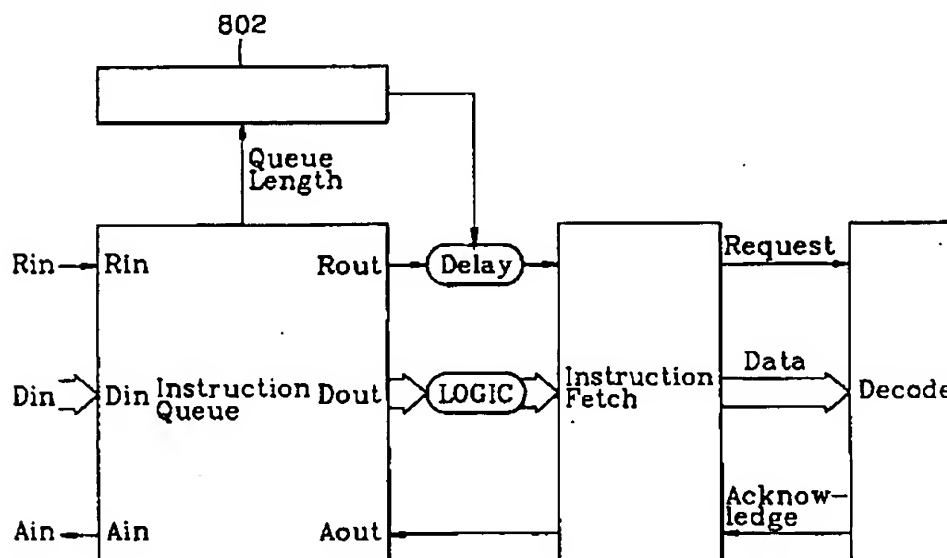 802
Queue
Length
Rin
Rin
Rout
Delay
Request
Din
Din
Instruction
Queue
Dout
LOGIC
Instruction
Fetch
Data
Decode
Ain
Ain
Aout
Acknow-
ledge